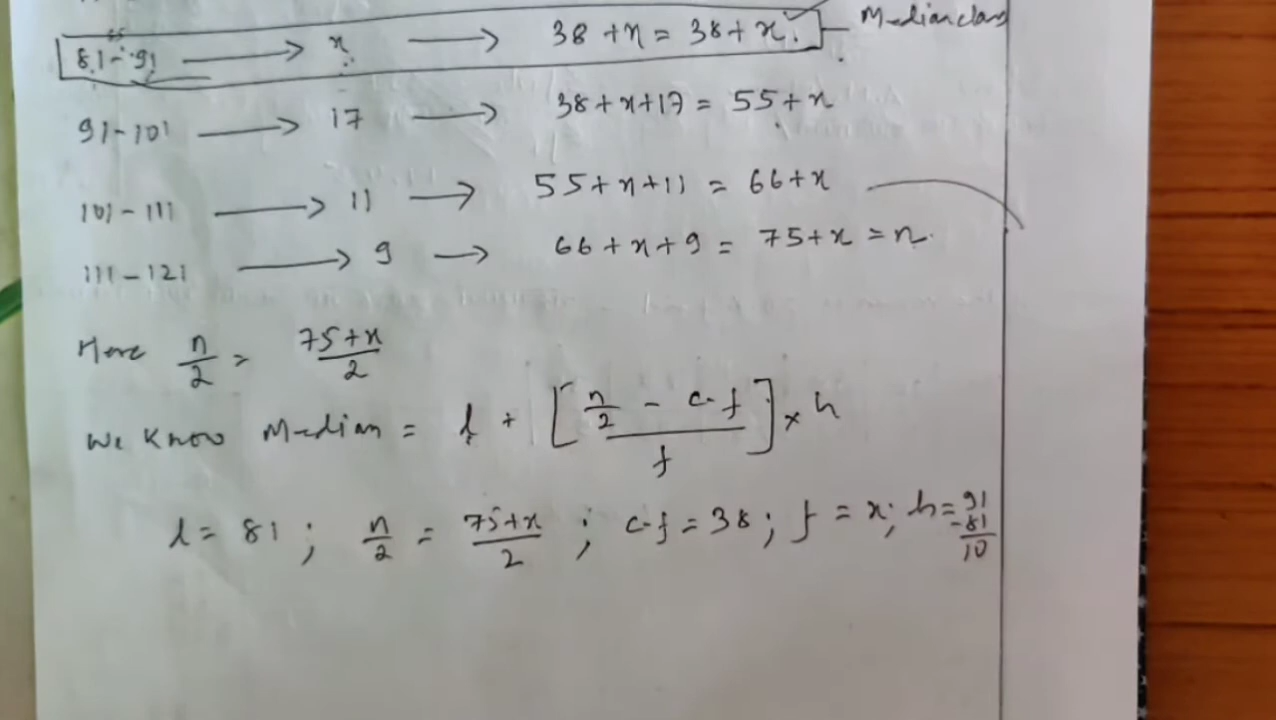 81-91 → x → 38 + x = 38 + x. Median class
91-101 → 17 → 38 + x + 17 = 55 + x
101-111 → 11 → 55 + x + 11 = 66 + x
111-121 → 9 → 66 + x + 9 = 75 + x = n.
Here n/2 = (75 + x)/2
We know Median = l + [(n/2 - c.f)/f] × h
l = 81 ; n/2 = (75 + x)/2 ; c.f = 38 ; f = x ; h = 91 - 81 / 10